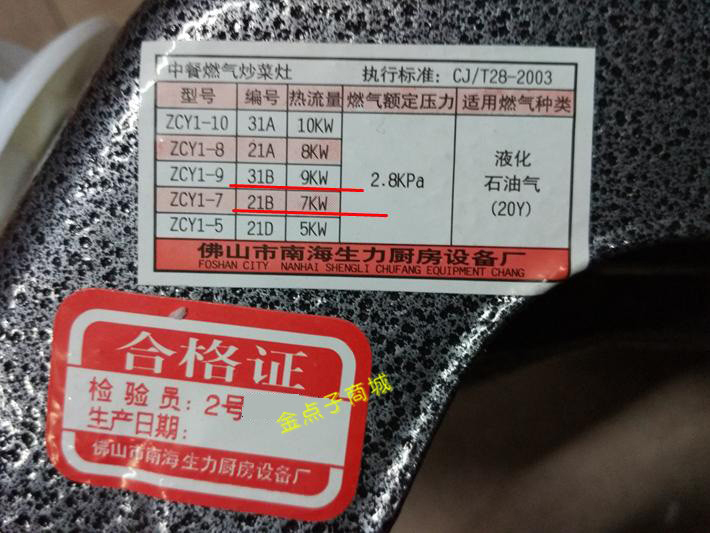 中餐燃气炒菜灶 执行标准: CJ/T28-2003
型号 编号 热流量 燃气额定压力 适用燃气种类
ZCY1-10 31A 10KW
ZCY1-8 21A 8KW
ZCY1-9 31B 9KW
ZCY1-7 21B 7KW
ZCY1-5 21D 5KW
2.8KPa
液化
石油气
(20Y)
佛山市南海生力厨房设备厂
FOSHAN CITY NANHAI SHENGLI CHUFANG EQUIPMENT CHANG
合格证
检验员: 2号
生产日期:
佛山市南海生力厨房设备厂
金点子商城